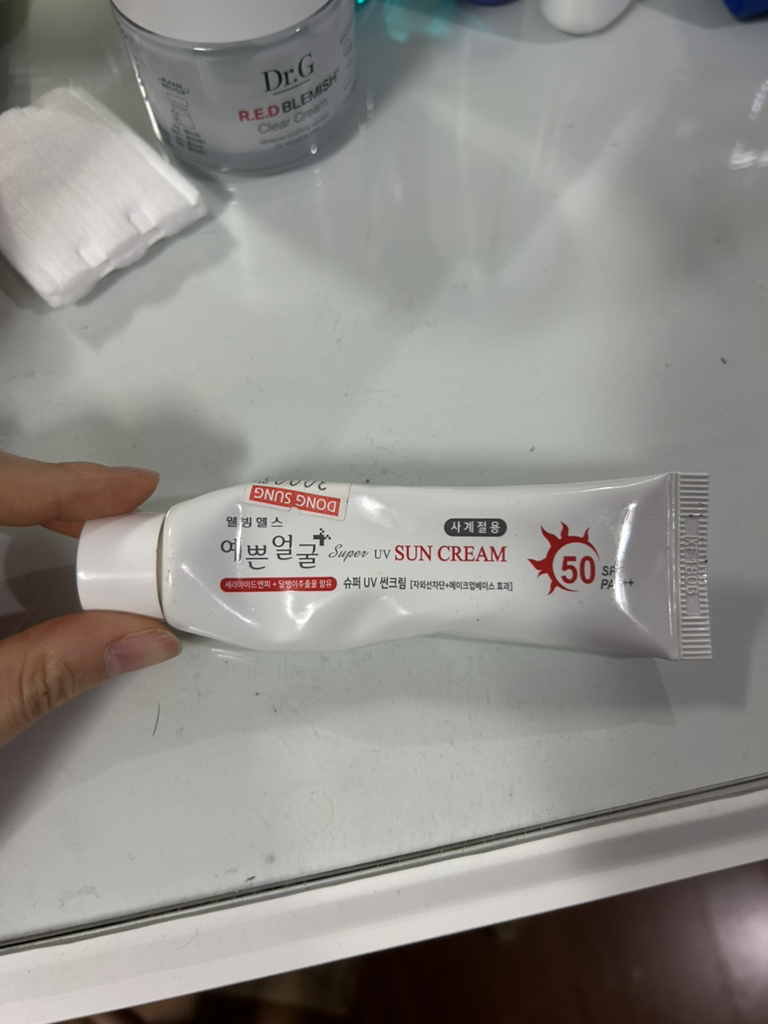 Dr.G
R.E.D BLEMISH
Clear Cream
DONG SUNG
웰빙헬스
사계절용
예쁜얼굴 Super UV SUN CREAM
세라마이드엔피 + 달팽이추출물 함유
슈퍼 UV 썬크림 [자외선차단+메이크업베이스 효과]
50